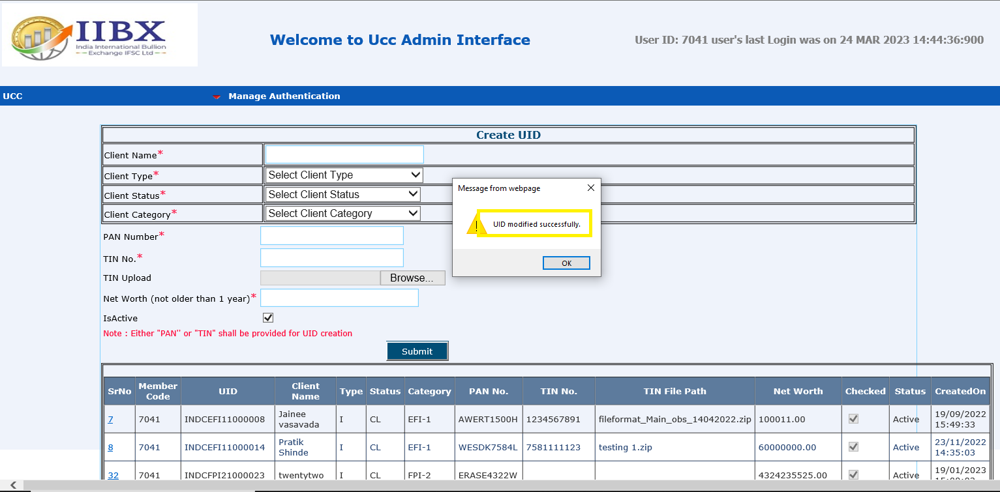 IIBX
India International Bullion
Exchange IFSC Ltd
Welcome to Ucc Admin Interface
User ID: 7041 user's last Login was on 24 MAR 2023 14:44:36:900
UCC
Manage Authentication
Create UID
Client Name*
Client Type* Select Client Type
Client Status* Select Client Status
Client Category* Select Client Category
Message from webpage
UID modified successfully.
OK
PAN Number*
TIN No.*
TIN Upload Browse...
Net Worth (not older than 1 year)*
IsActive
Note : Either "PAN" or "TIN" shall be provided for UID creation
Submit
SrNo Member Code UID Client Name Type Status Category PAN No. TIN No. TIN File Path Net Worth Checked Status CreatedOn
7 7041 INDCEFI11000008 Jainee vasavada I CL EFI-1 AWERT1500H 1234567891 fileformat_Main_obs_14042022.zip 100011.00 Active 19/09/2022 15:49:33
8 7041 INDCEFI11000014 Pratik Shinde I CL EFI-1 WESDK7584L 7581111123 testing 1.zip 60000000.00 Active 23/11/2022 14:35:03
32 7041 INDCFPI21000023 twentytwo I CL FPI-2 ERASE4322W 4324235525.00 Active 19/01/2023